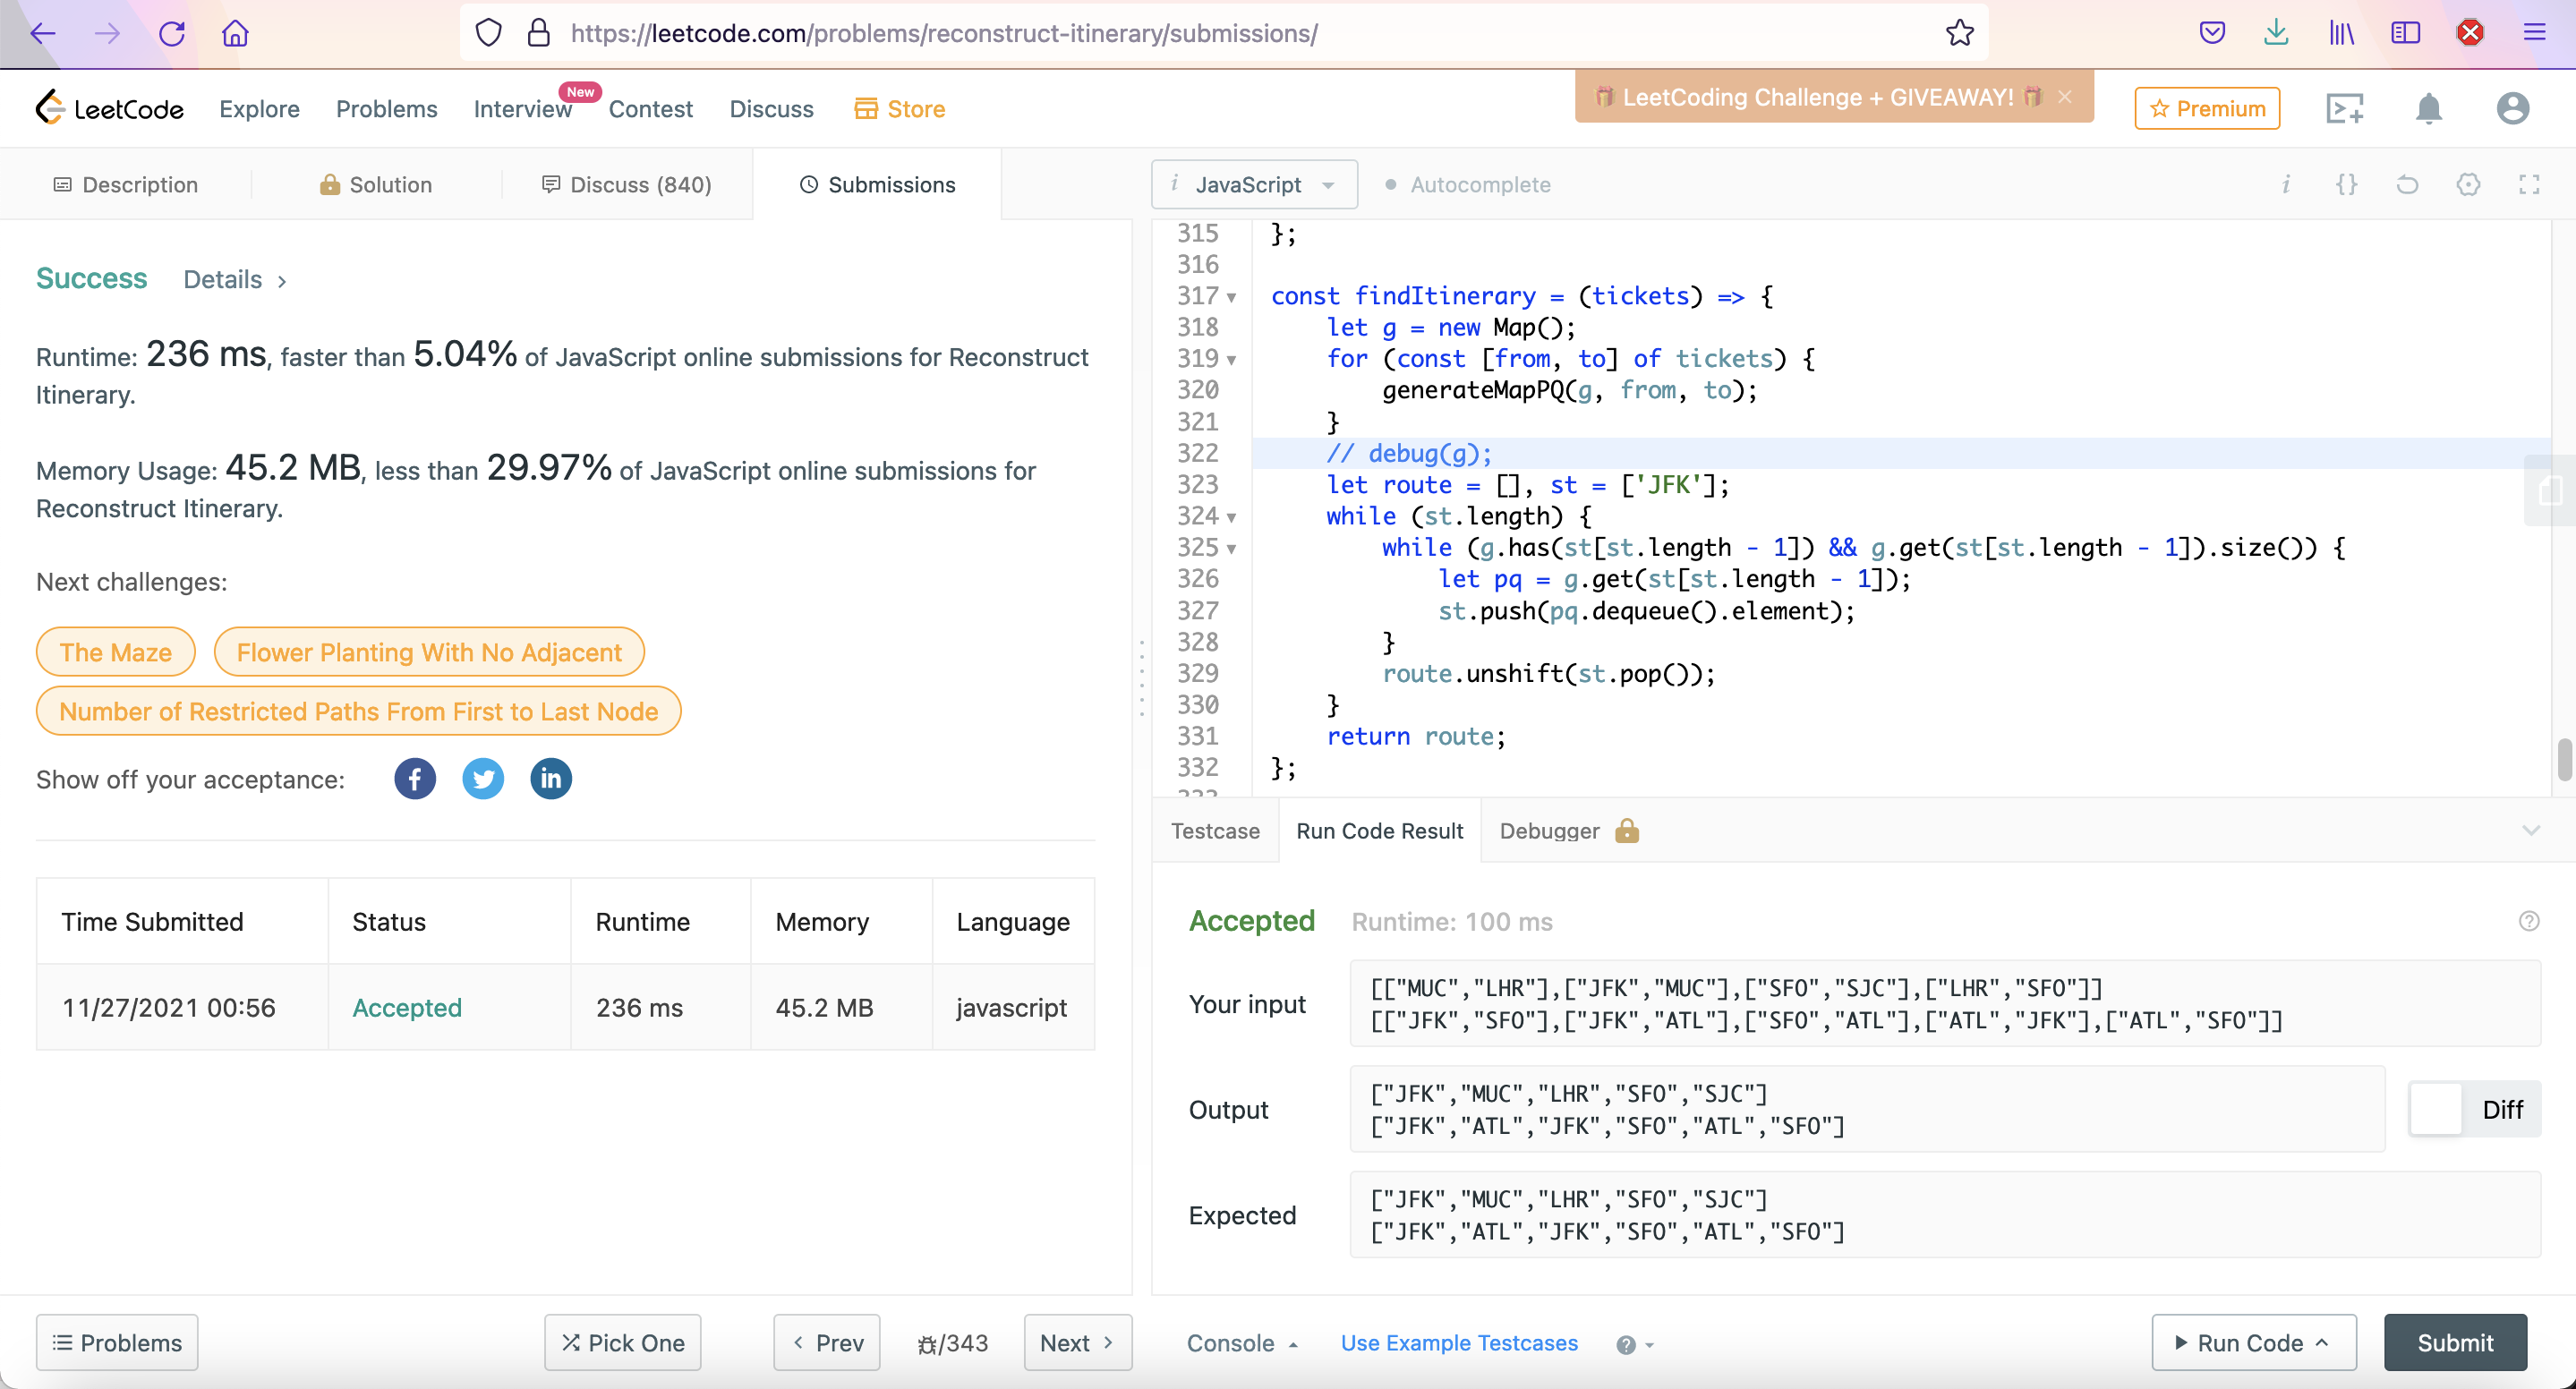 https://leetcode.com/problems/reconstruct-itinerary/submissions/
LeetCode Explore Problems Interview New Contest Discuss Store LeetCoding Challenge + GIVEAWAY! Premium
Description Solution Discuss (840) Submissions
i JavaScript Autocomplete i {}
Success Details >
Runtime: 236 ms, faster than 5.04% of JavaScript online submissions for Reconstruct
Itinerary.
Memory Usage: 45.2 MB, less than 29.97% of JavaScript online submissions for
Reconstruct Itinerary.
Next challenges:
The Maze Flower Planting With No Adjacent
Number of Restricted Paths From First to Last Node
Show off your acceptance:
Time Submitted Status Runtime Memory Language
11/27/2021 00:56 Accepted 236 ms 45.2 MB javascript
315 };
316
317 const findItinerary = (tickets) => {
318 let g = new Map();
319 for (const [from, to] of tickets) {
320 generateMapPQ(g, from, to);
321 }
322 // debug(g);
323 let route = [], st = ['JFK'];
324 while (st.length) {
325 while (g.has(st[st.length - 1]) && g.get(st[st.length - 1]).size()) {
326 let pq = g.get(st[st.length - 1]);
327 st.push(pq.dequeue().element);
328 }
329 route.unshift(st.pop());
330 }
331 return route;
332 };
Testcase Run Code Result Debugger
Accepted Runtime: 100 ms
Your input
[["MUC","LHR"],["JFK","MUC"],["SFO","SJC"],["LHR","SFO"]]
[["JFK","SFO"],["JFK","ATL"],["SFO","ATL"],["ATL","JFK"],["ATL","SFO"]]
Output
["JFK","MUC","LHR","SFO","SJC"]
["JFK","ATL","JFK","SFO","ATL","SFO"]
Diff
Expected
["JFK","MUC","LHR","SFO","SJC"]
["JFK","ATL","JFK","SFO","ATL","SFO"]
Problems Pick One Prev /343 Next Console Use Example Testcases Run Code Submit